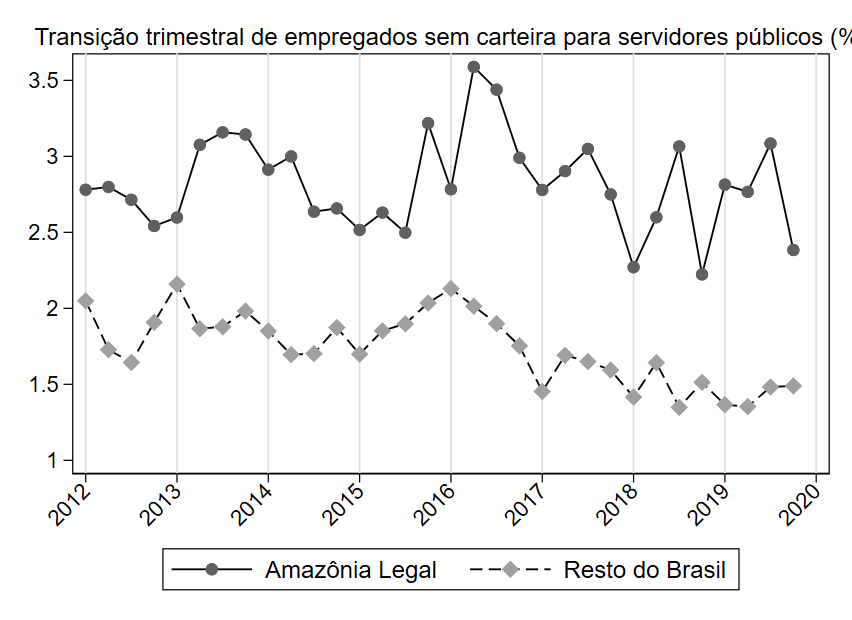 Transição trimestral de empregados sem carteira para servidores públicos (%
3.5
3
2.5
2
1.5
1
2012 2013 2014 2015 2016 2017 2018 2019 2020
Amazônia Legal Resto do Brasil